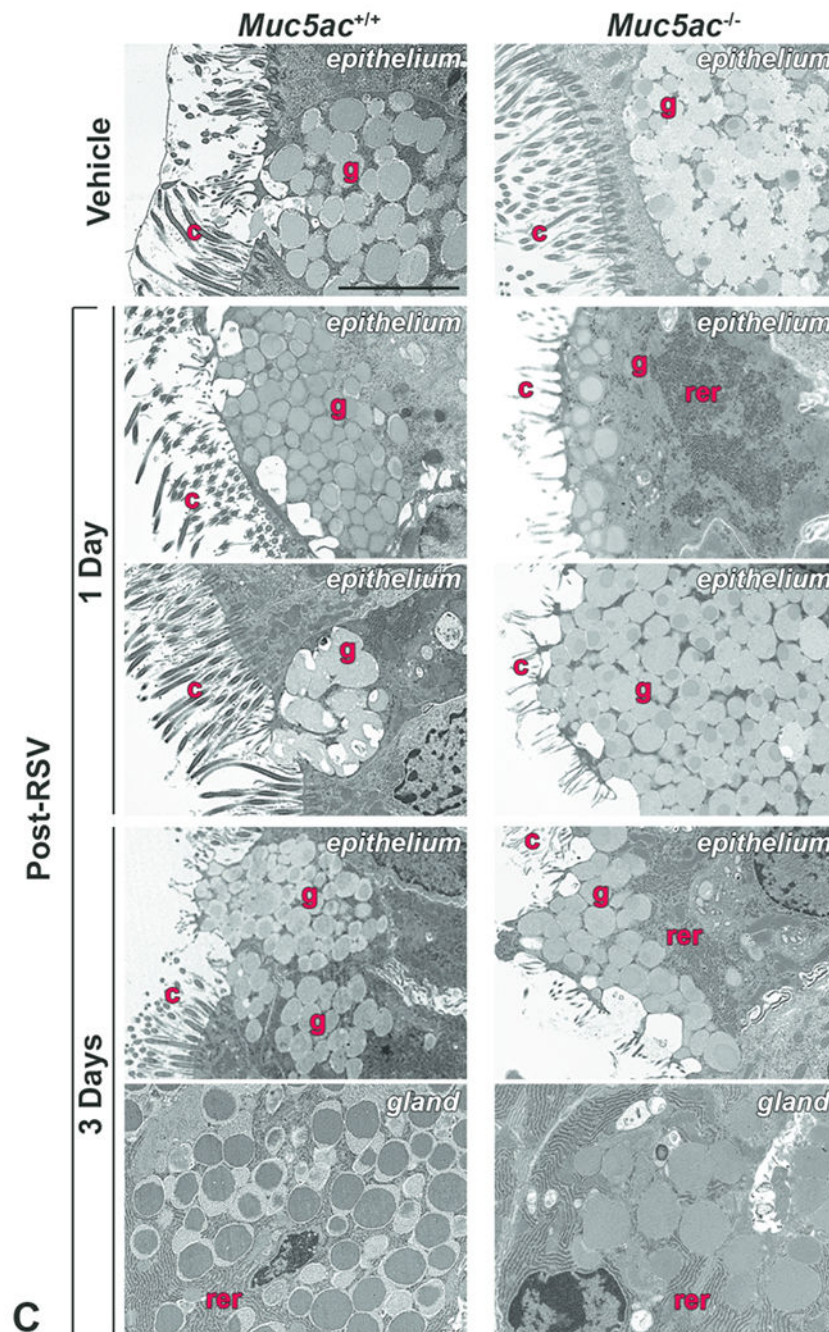 Muc5ac+/+ Muc5ac-/-
Vehicle
epithelium
g
c
epithelium
g
c
Post-RSV
1 Day
epithelium
g
c
epithelium
g
rer
c
epithelium
g
c
epithelium
c
g
3 Days
epithelium
g
c
g
epithelium
c
g
rer
gland
rer
gland
rer
C